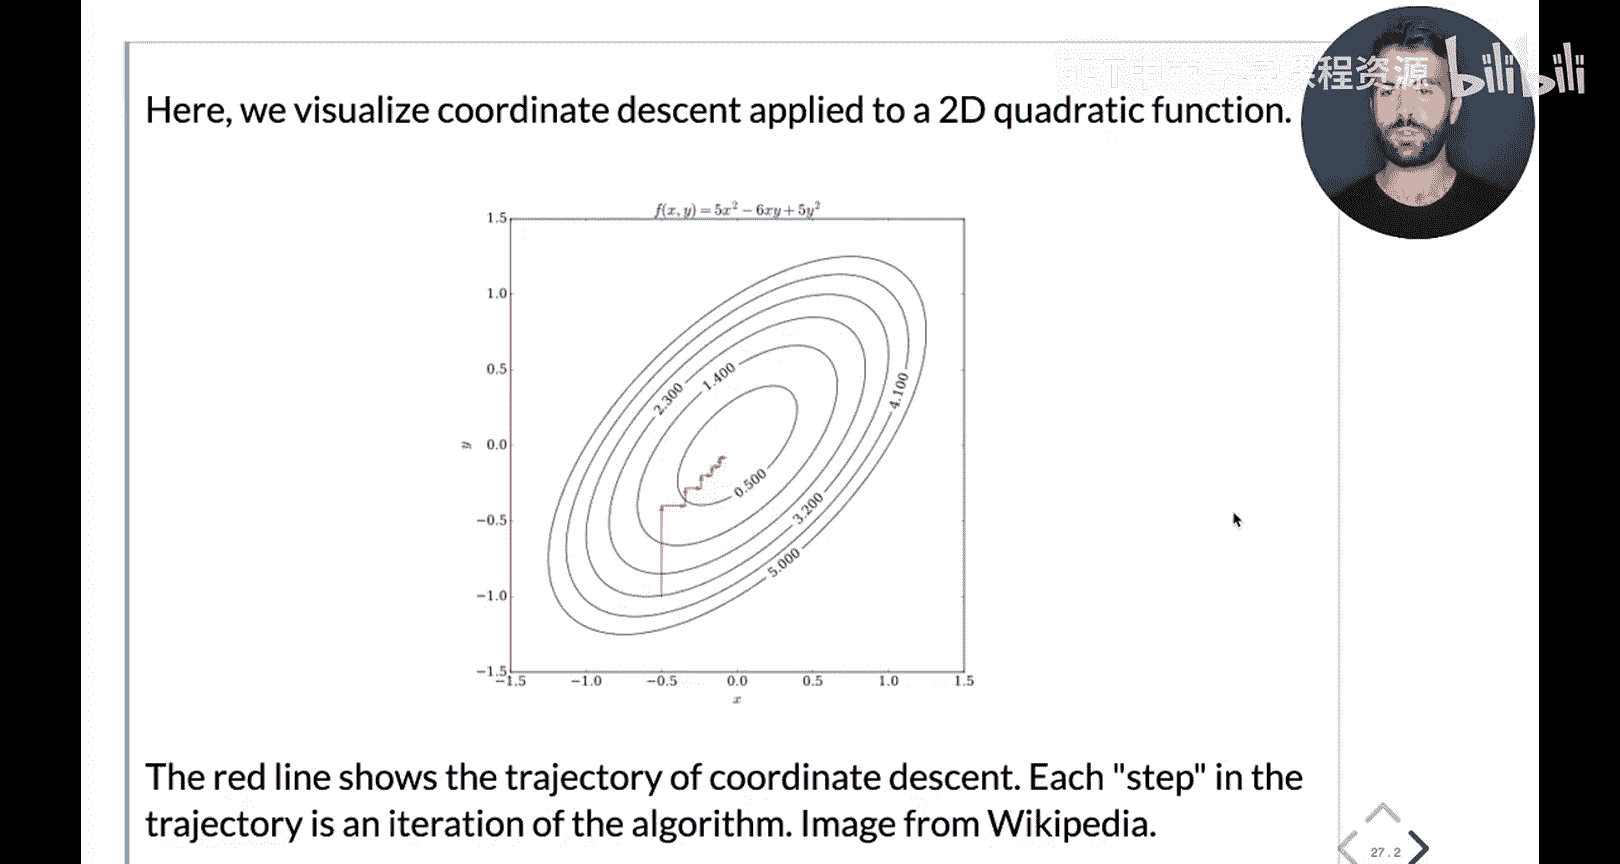 课程资源 bilibili
Here, we visualize coordinate descent applied to a 2D quadratic function.
f(x, y) = 5x² − 6xy + 5y²
1.5
1.0
0.5
0.0
−0.5
−1.0
−1.5
y
2.300
1.400
4.100
0.500
3.200
5.000
−1.5 −1.0 −0.5 0.0 0.5 1.0 1.5
x
The red line shows the trajectory of coordinate descent. Each "step" in the
trajectory is an iteration of the algorithm. Image from Wikipedia.
27.2